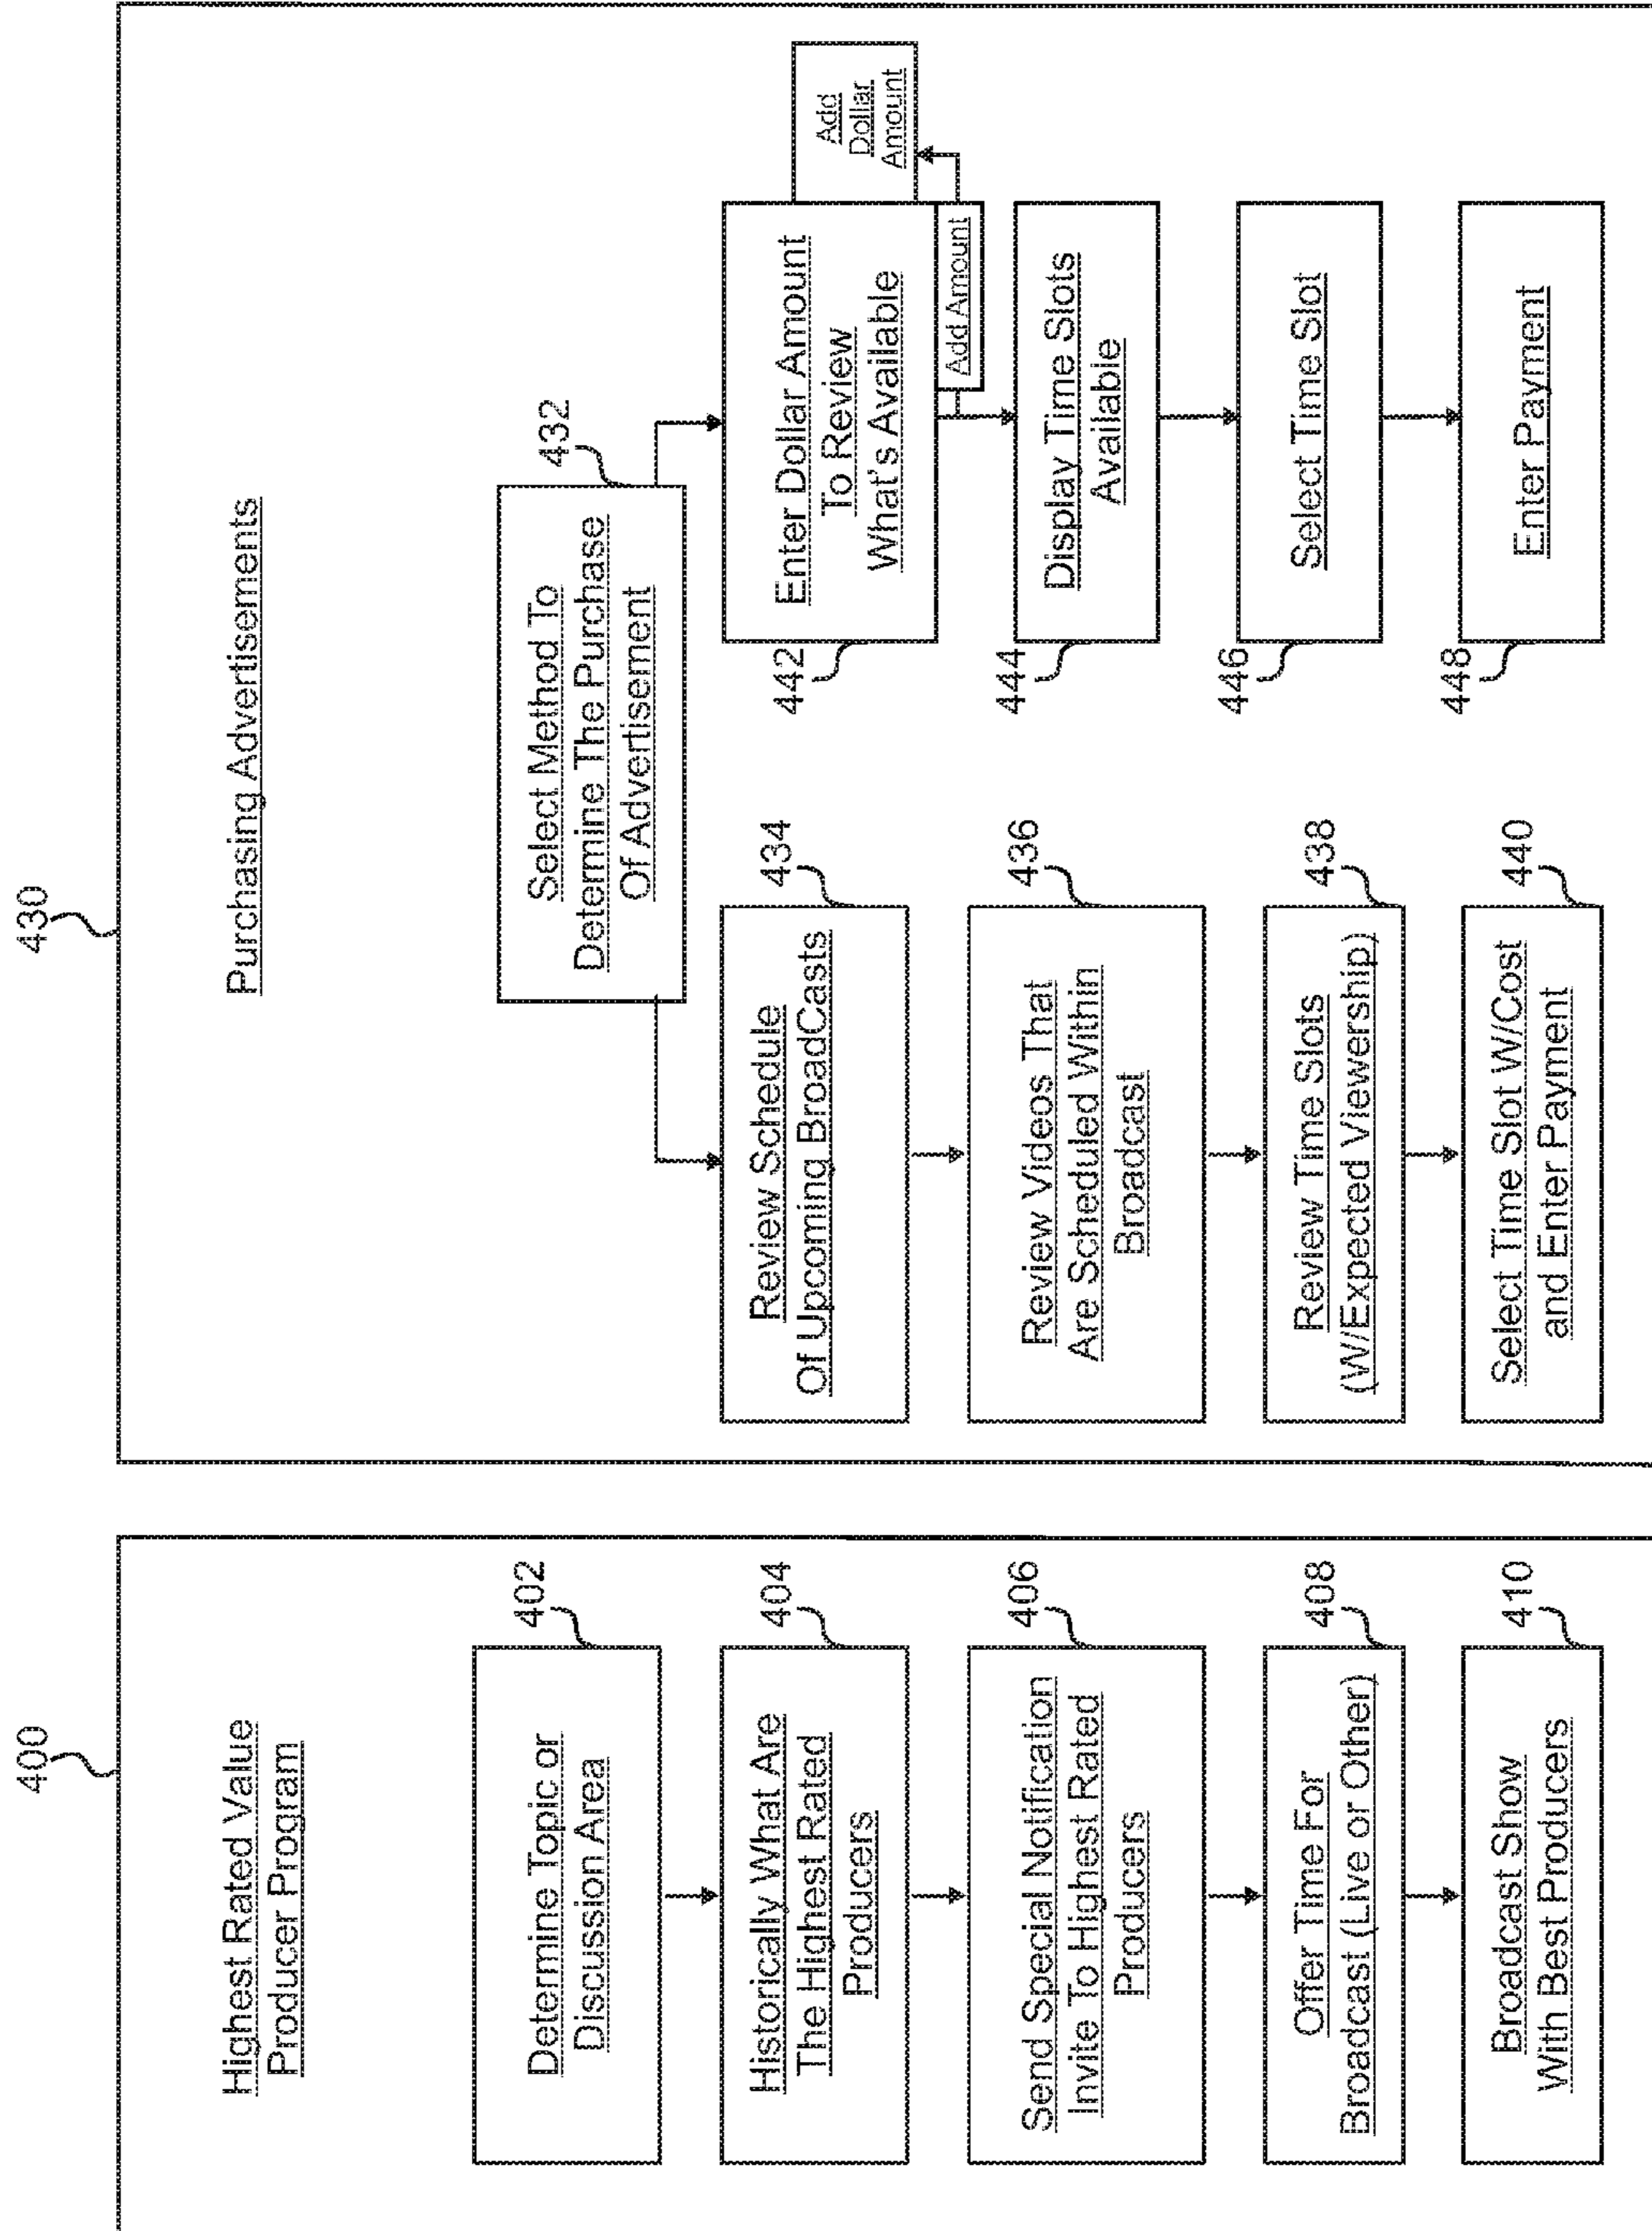 400
Highest Rated Value
Producer Program
402
Determine Topic or
Discussion Area
404
Historically What Are
The Highest Rated
Producers
406
Send Special Notification
Invite To Highest Rated
Producers
408
Offer Time For
Broadcast (Live or Other)
410
Broadcast Show
With Best Producers
430
Purchasing Advertisements
432
Select Method To
Determine The Purchase
Of Advertisement
434
Review Schedule
Of Upcoming BroadCasts
436
Review Videos That
Are Scheduled Within
Broadcast
438
Review Time Slots
(W/Expected Viewership)
440
Select Time Slot W/Cost
and Enter Payment
442
Enter Dollar Amount
To Review
What's Available
Add Amount
Add
Dollar
Amount
444
Display Time Slots
Available
446
Select Time Slot
448
Enter Payment